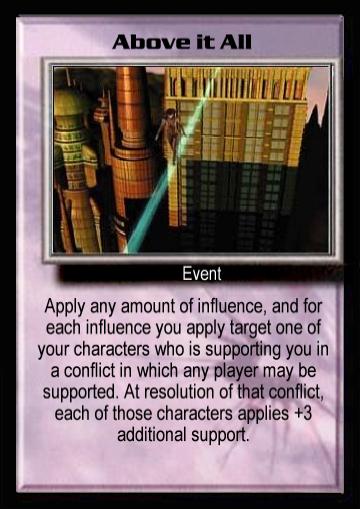 Above it All
Event
Apply any amount of influence, and for
each influence you apply target one of
your characters who is supporting you in
a conflict in which any player may be
supported. At resolution of that conflict,
each of those characters applies +3
additional support.